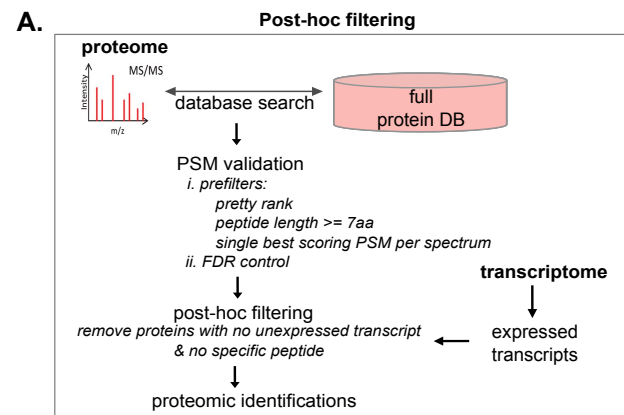 A.
Post-hoc filtering
proteome
MS/MS
Intensity
m/z
database search
full
protein DB
PSM validation
i. prefilters:
pretty rank
peptide length >= 7aa
single best scoring PSM per spectrum
ii. FDR control
transcriptome
post-hoc filtering
remove proteins with no unexpressed transcript
& no specific peptide
expressed
transcripts
proteomic identifications